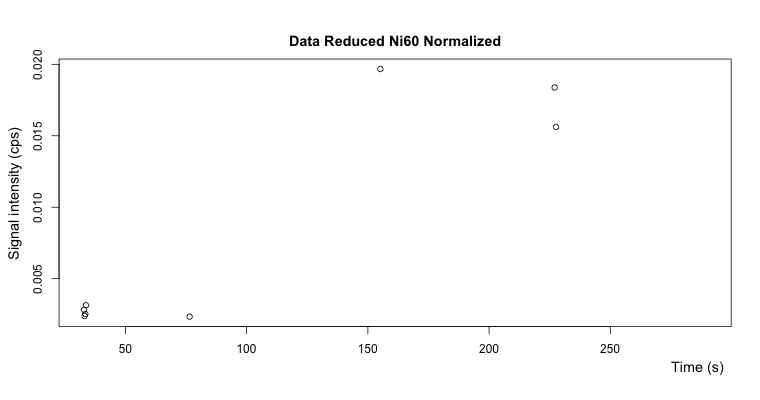 Data Reduced Ni60 Normalized
Signal intensity (cps)
0.020
0.015
0.010
0.005
50 100 150 200 250
Time (s)